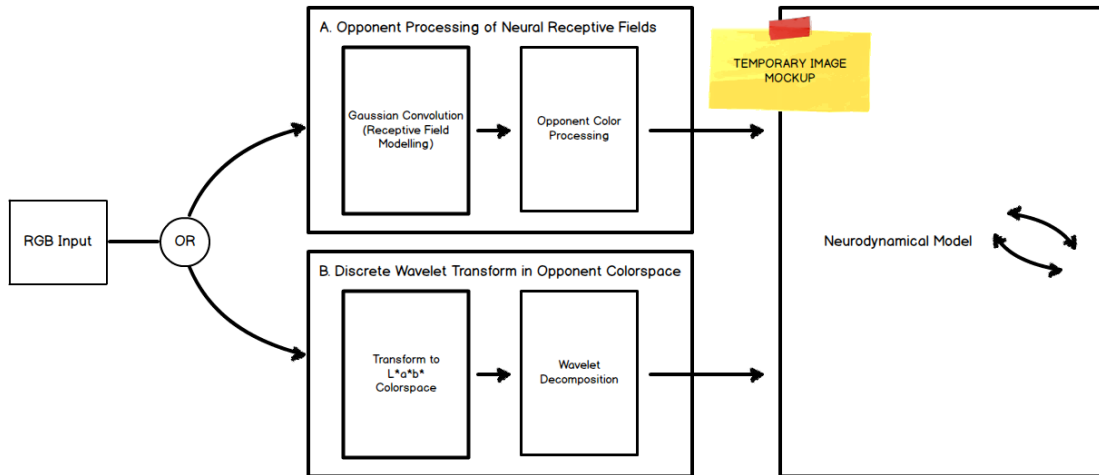 A. Opponent Processing of Neural Receptive Fields
Gaussian Convolution
(Receptive Field
Modelling)
Opponent Color
Processing
TEMPORARY IMAGE
MOCKUP
RGB Input
OR
Neurodynamical Model
B. Discrete Wavelet Transform in Opponent Colorspace
Transform to
L*a*b*
Colorspace
Wavelet
Decomposition